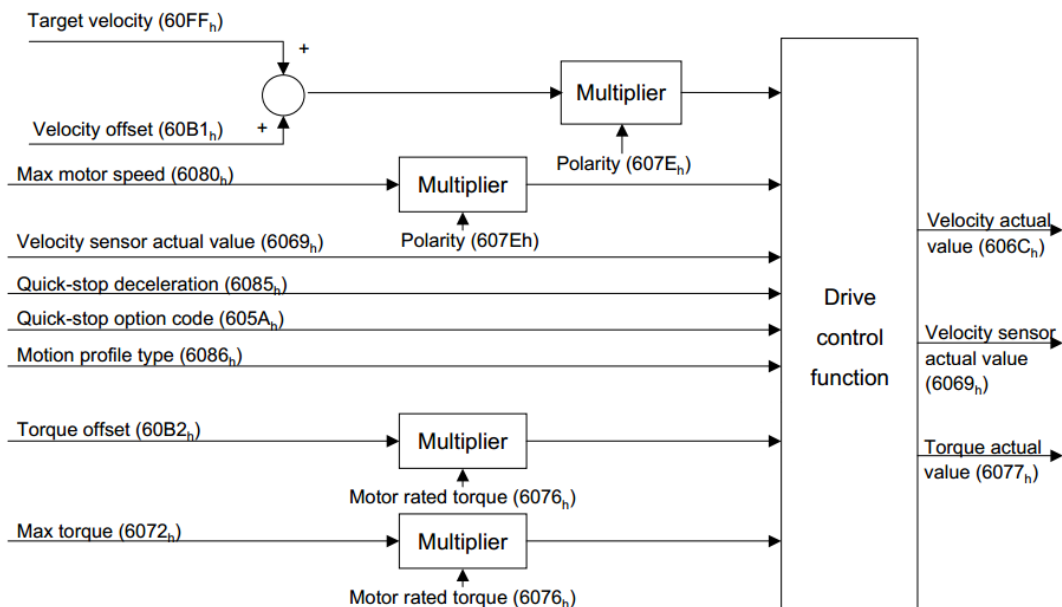 Target velocity (60FFₕ)
+
Velocity offset (60B1ₕ)
+
Multiplier
Polarity (607Eₕ)
Max motor speed (6080ₕ)
Multiplier
Polarity (607Eh)
Velocity sensor actual value (6069ₕ)
Quick-stop deceleration (6085ₕ)
Quick-stop option code (605Aₕ)
Motion profile type (6086ₕ)
Torque offset (60B2ₕ)
Multiplier
Motor rated torque (6076ₕ)
Max torque (6072ₕ)
Multiplier
Motor rated torque (6076ₕ)
Drive
control
function
Velocity actual
value (606Cₕ)
Velocity sensor
actual value
(6069ₕ)
Torque actual
value (6077ₕ)